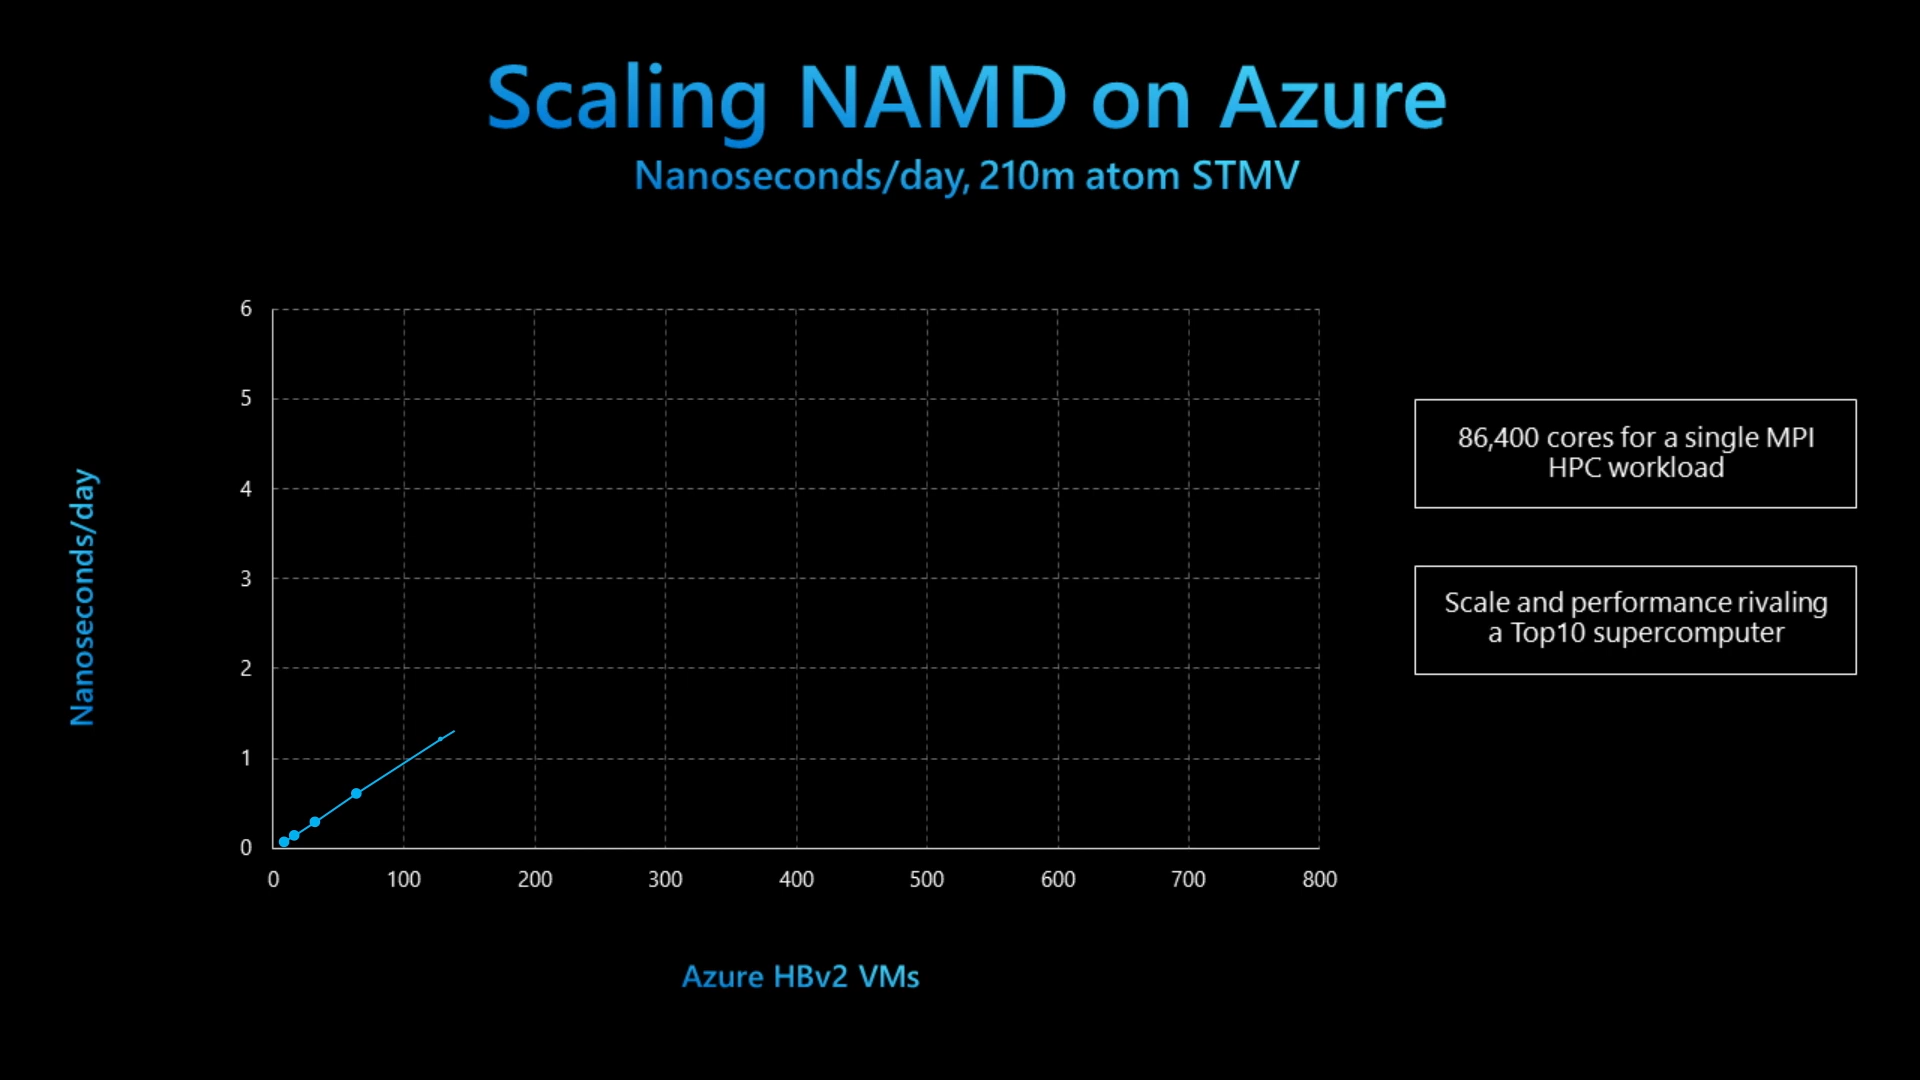 Scaling NAMD on Azure
Nanoseconds/day, 210m atom STMV
Nanoseconds/day
6
5
4
3
2
1
0
0 100 200 300 400 500 600 700 800
Azure HBv2 VMs
86,400 cores for a single MPI
HPC workload
Scale and performance rivaling
a Top10 supercomputer